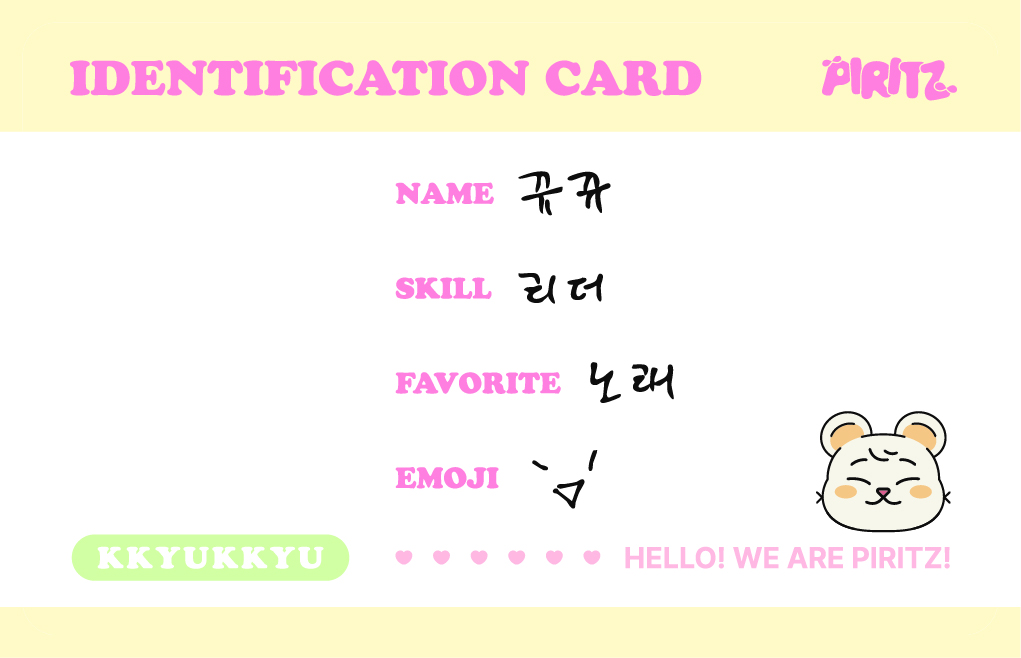 IDENTIFICATION CARD
PIRITZ
NAME 뀨뀨
SKILL 리더
FAVORITE 노래
EMOJI
KKYUKKYU
HELLO! WE ARE PIRITZ!